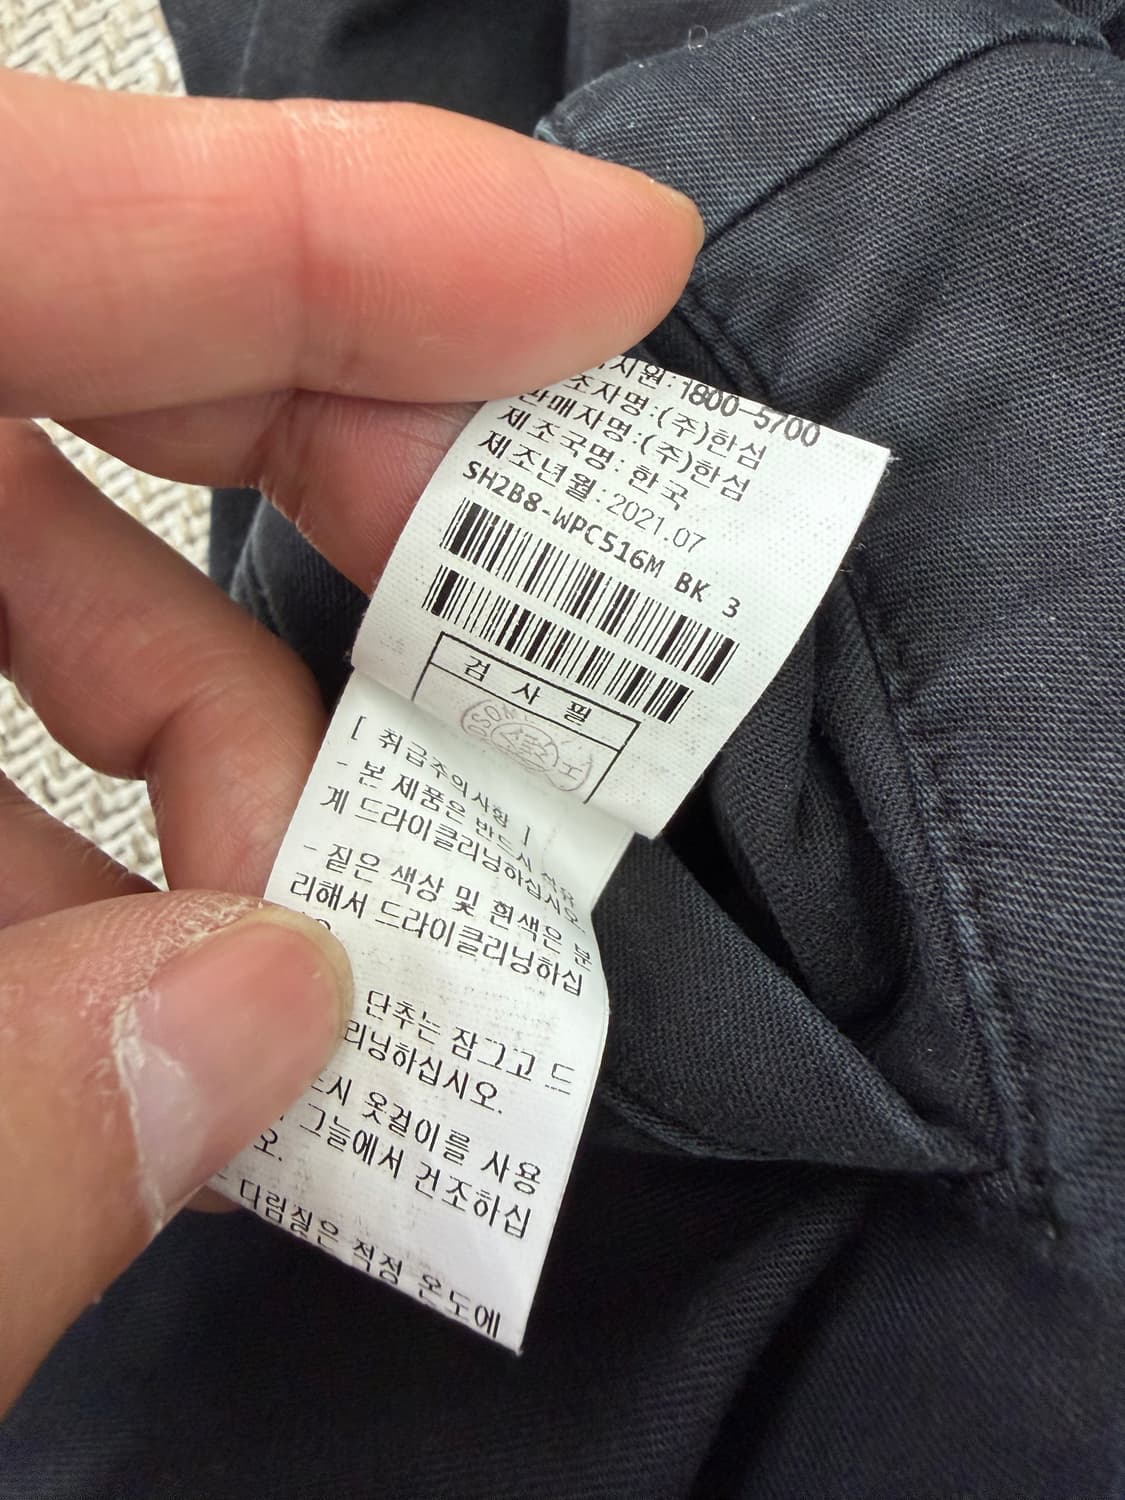 지원:1800-5700
조자명:(주)한섬
판매자명:(주)한섬
제조국명:한국
제조년월:2021.07
SH2B8-WPC516M BK 3
검사필
[ 취급주의사항 ]
- 본 제품은 반드시 석유
계 드라이클리닝하십시오.
- 짙은 색상 및 흰색은 분
리해서 드라이클리닝하십
단추는 잠그고 드
리닝하십시오.
시 옷걸이를 사용
그늘에서 건조하십
오.
- 다림질은 적정 온도에